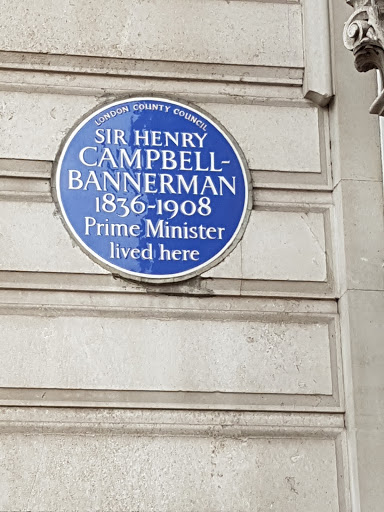 LONDON COUNTY COUNCIL
SIR HENRY
CAMPBELL-
BANNERMAN
1836-1908
Prime Minister
lived here